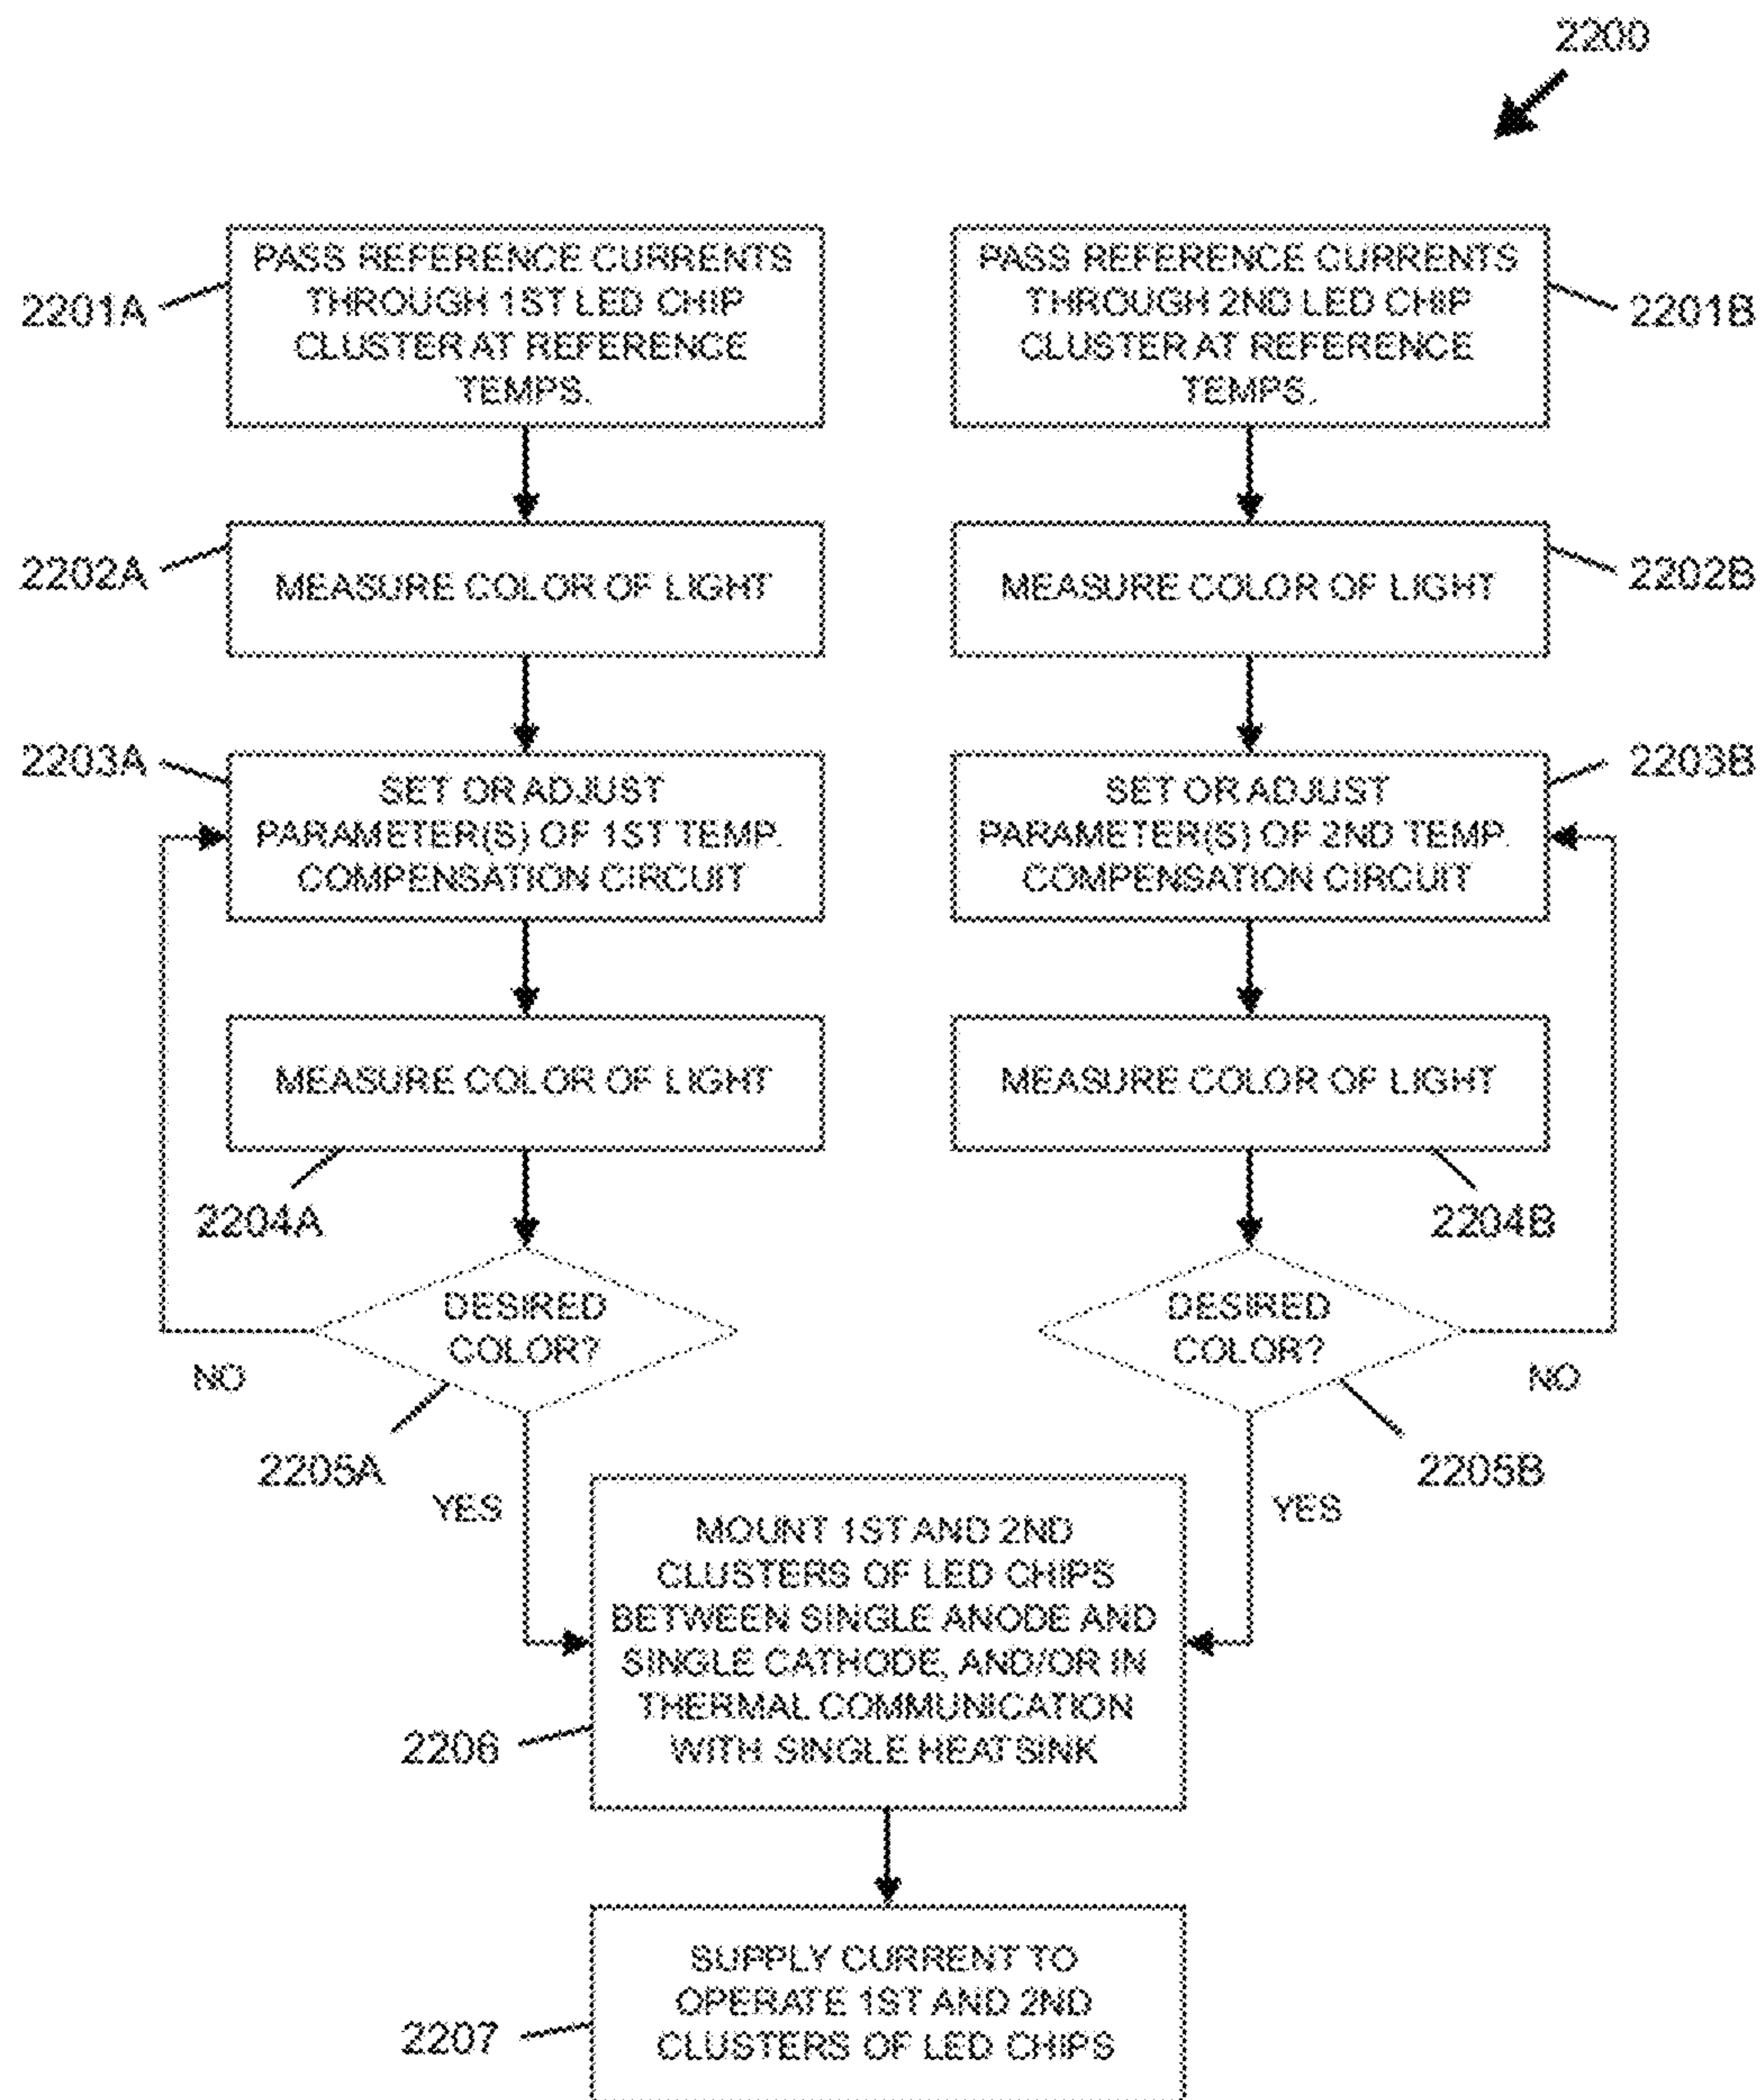 2200
2201A
PASS REFERENCE CURRENTS
THROUGH 1ST LED CHIP
CLUSTER AT REFERENCE
TEMPS.
PASS REFERENCE CURRENTS
THROUGH 2ND LED CHIP
CLUSTER AT REFERENCE
TEMPS.
2201B
2202A
MEASURE COLOR OF LIGHT
MEASURE COLOR OF LIGHT
2202B
2203A
SET OR ADJUST
PARAMETER(S) OF 1ST TEMP.
COMPENSATION CIRCUIT
SET OR ADJUST
PARAMETER(S) OF 2ND TEMP.
COMPENSATION CIRCUIT
2203B
MEASURE COLOR OF LIGHT
2204A
MEASURE COLOR OF LIGHT
2204B
DESIRED
COLOR?
NO
2205A
YES
DESIRED
COLOR?
NO
2205B
YES
MOUNT 1ST AND 2ND
CLUSTERS OF LED CHIPS
BETWEEN SINGLE ANODE AND
SINGLE CATHODE, AND/OR IN
THERMAL COMMUNICATION
WITH SINGLE HEATSINK
2206
SUPPLY CURRENT TO
OPERATE 1ST AND 2ND
CLUSTERS OF LED CHIPS
2207